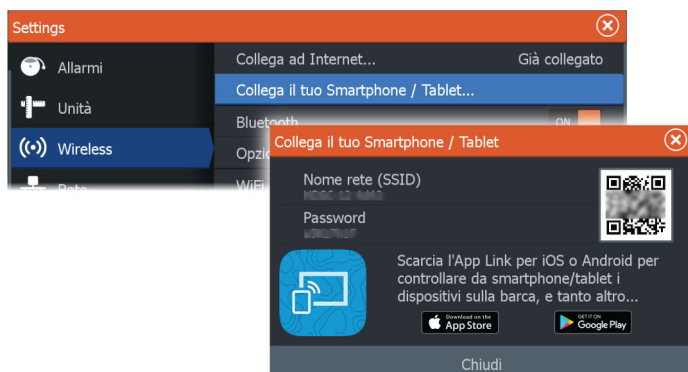 Settings
Allarmi
Unità
Wireless
Rete
Collega ad Internet...
Già collegato
Collega il tuo Smartphone / Tablet...
Bluetooth
ON
WiFi
Collega il tuo Smartphone / Tablet
Nome rete (SSID)
Password
Scarcia l'App Link per iOS o Android per
controllare da smartphone/tablet i
dispositivi sulla barca, e tanto altro...
Download on the
App Store
GET IT ON
Google Play
Chiudi